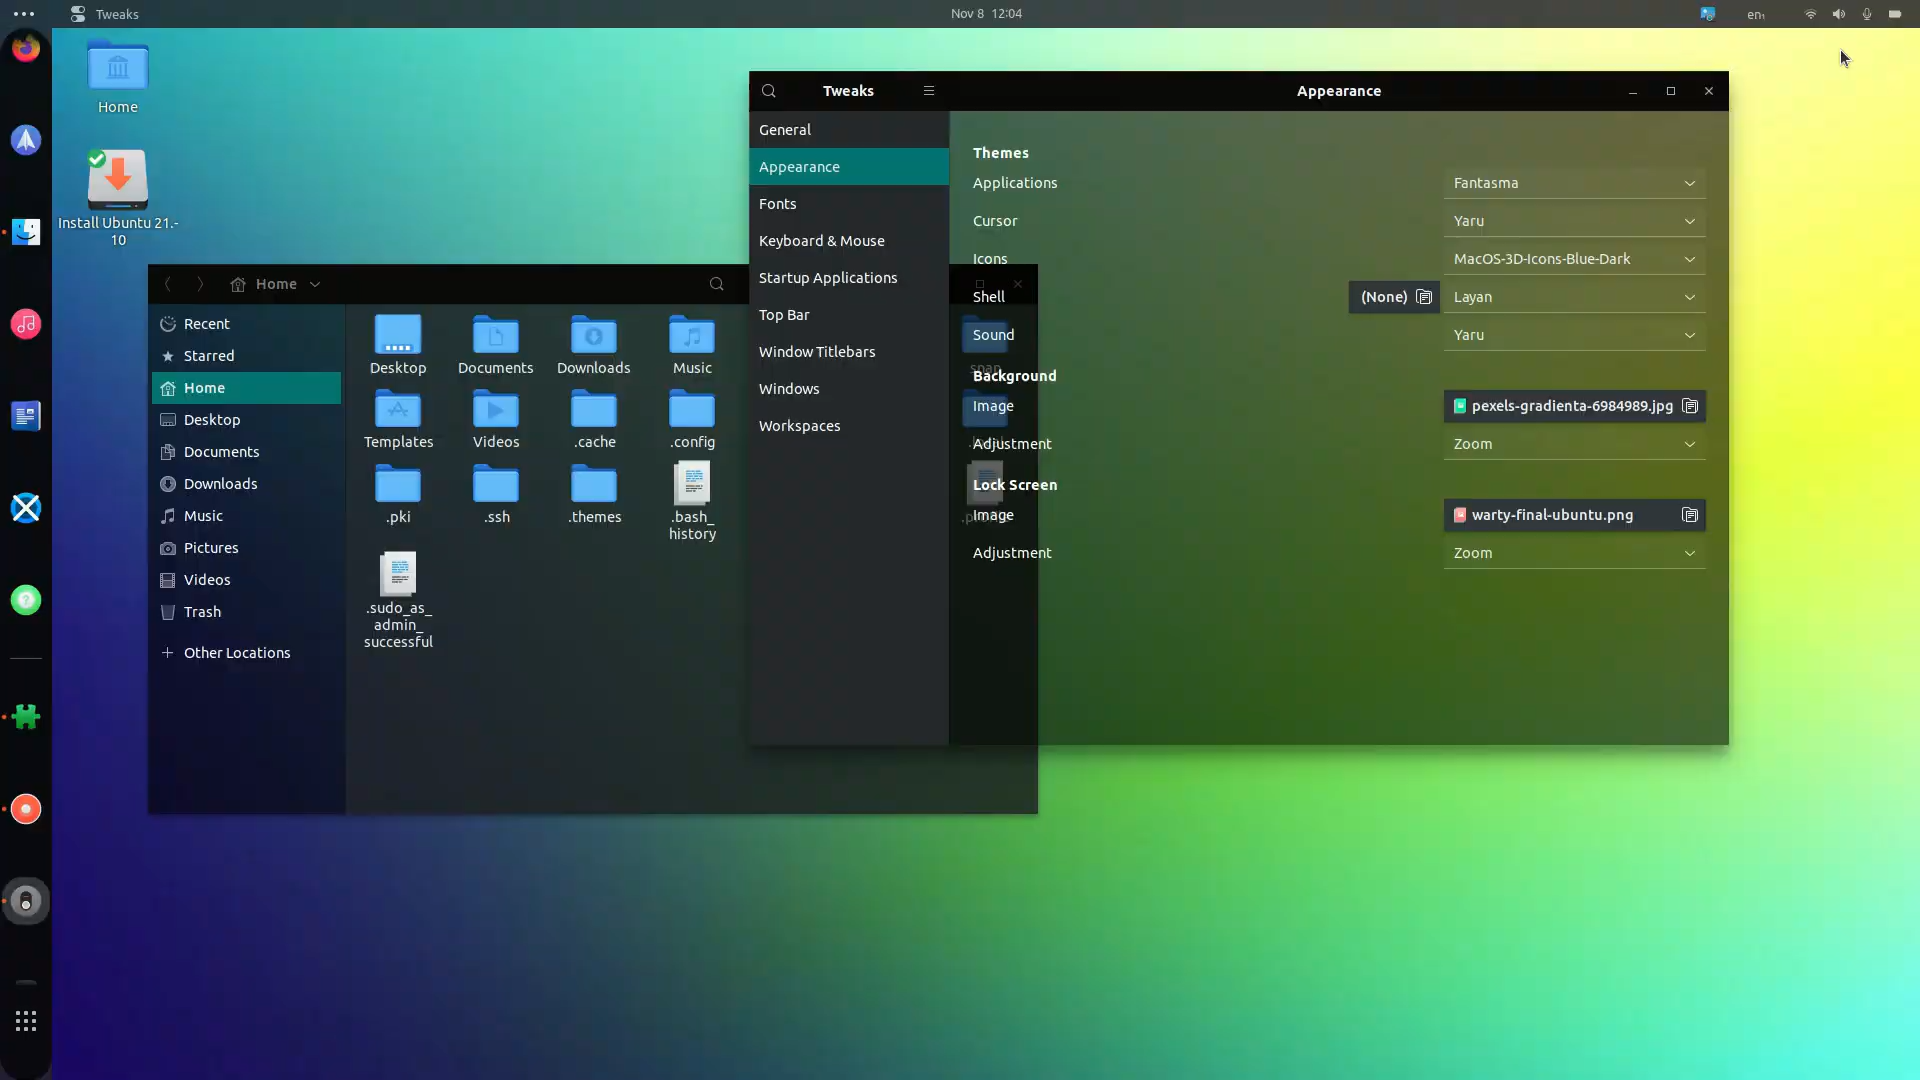 Tweaks
Nov 8 12:04
en₁
Home
Install Ubuntu 21.-
10
Home
Recent
Starred
Home
Desktop
Documents
Downloads
Music
Pictures
Videos
Trash
Other Locations
Desktop
Documents
Downloads
Music
Templates
Videos
.cache
.config
.pki
.ssh
.themes
.bash_
history
.sudo_as_
admin_
successful
Tweaks
Appearance
General
Appearance
Fonts
Keyboard & Mouse
Startup Applications
Top Bar
Window Titlebars
Windows
Workspaces
Themes
Applications
Fantasma
Cursor
Yaru
Icons
MacOS-3D-Icons-Blue-Dark
Shell
(None)
Layan
Sound
Yaru
snap
Background
Image
pexels-gradienta-6984989.jpg
Adjustment
Zoom
Lock Screen
Image
warty-final-ubuntu.png
Adjustment
Zoom